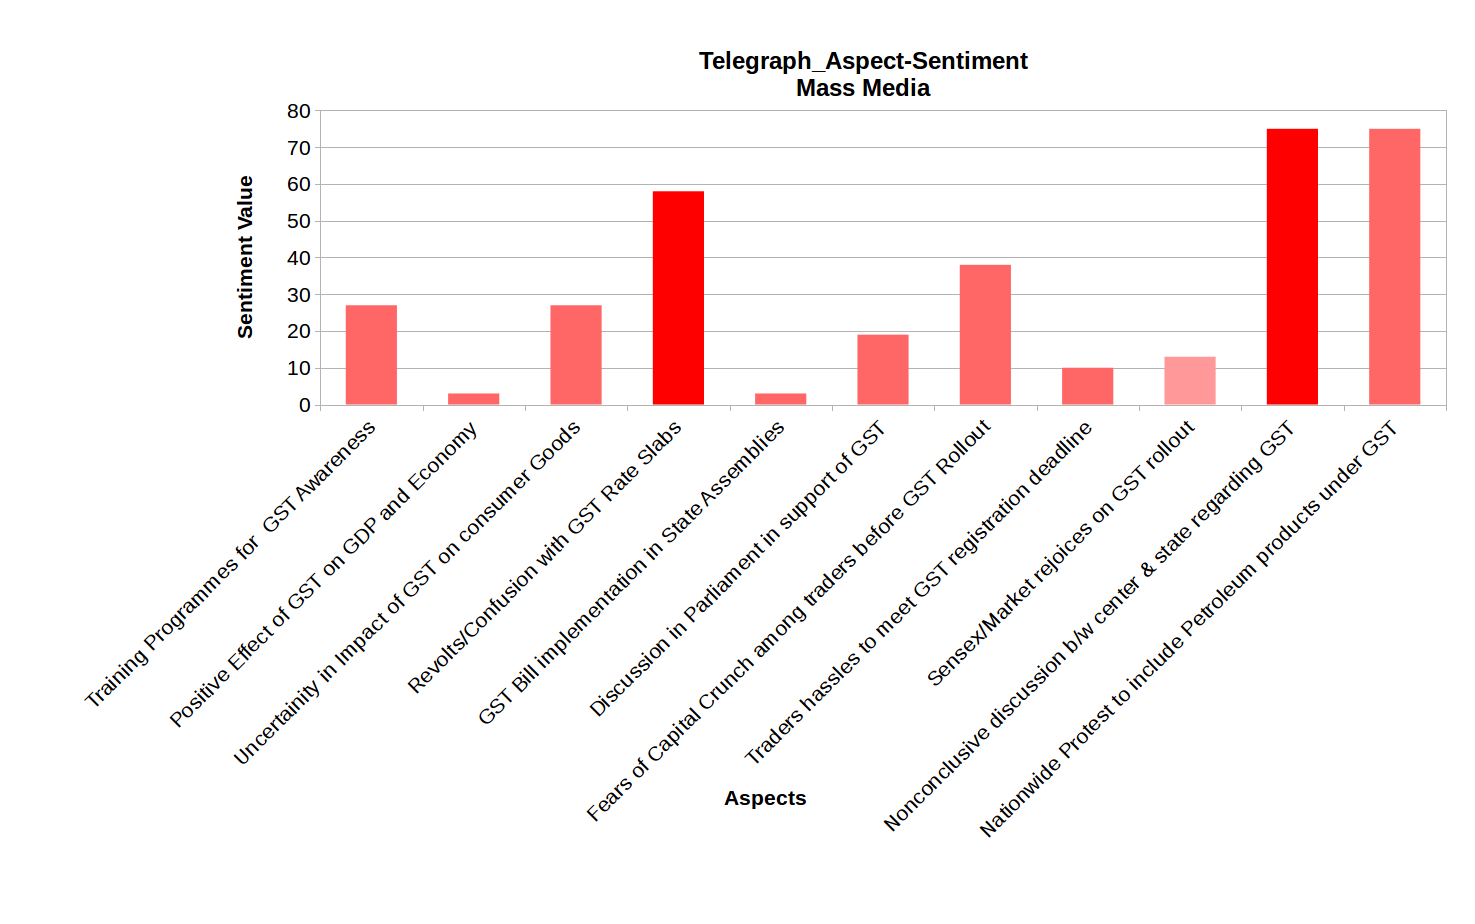 Telegraph_Aspect-Sentiment
Mass Media
80
70
60
50
40
30
20
10
0
Sentiment Value
Training Programmes for  GST Awareness
Positive Effect of GST on GDP and Economy
Uncertainity in Impact of GST on consumer Goods
Revolts/Confusion with GST Rate Slabs
GST Bill implementation in State Assemblies
Discussion in Parliament in support of GST
Fears of Capital Crunch among traders before GST Rollout
Traders hassles to meet GST registration deadline
Sensex/Market rejoices on GST rollout
Nonconclusive discussion b/w center & state regarding GST
Nationwide Protest to include Petroleum products under GST
Aspects